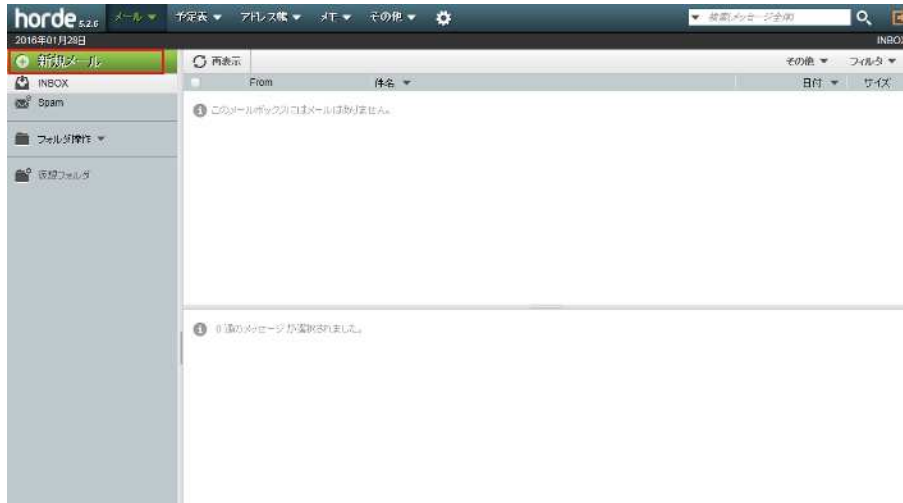 horde 5.2.6 メール 予定表 アドレス帳 メモ その他 検索(メッセージ全体)
2016年01月29日 INBOX
新規メール 再表示 その他 フィルタ
INBOX From 件名 日付 サイズ
Spam このメールボックスにはメールはありません。
フォルダ操作
仮想フォルダ
0 通のメッセージ が選択されました。